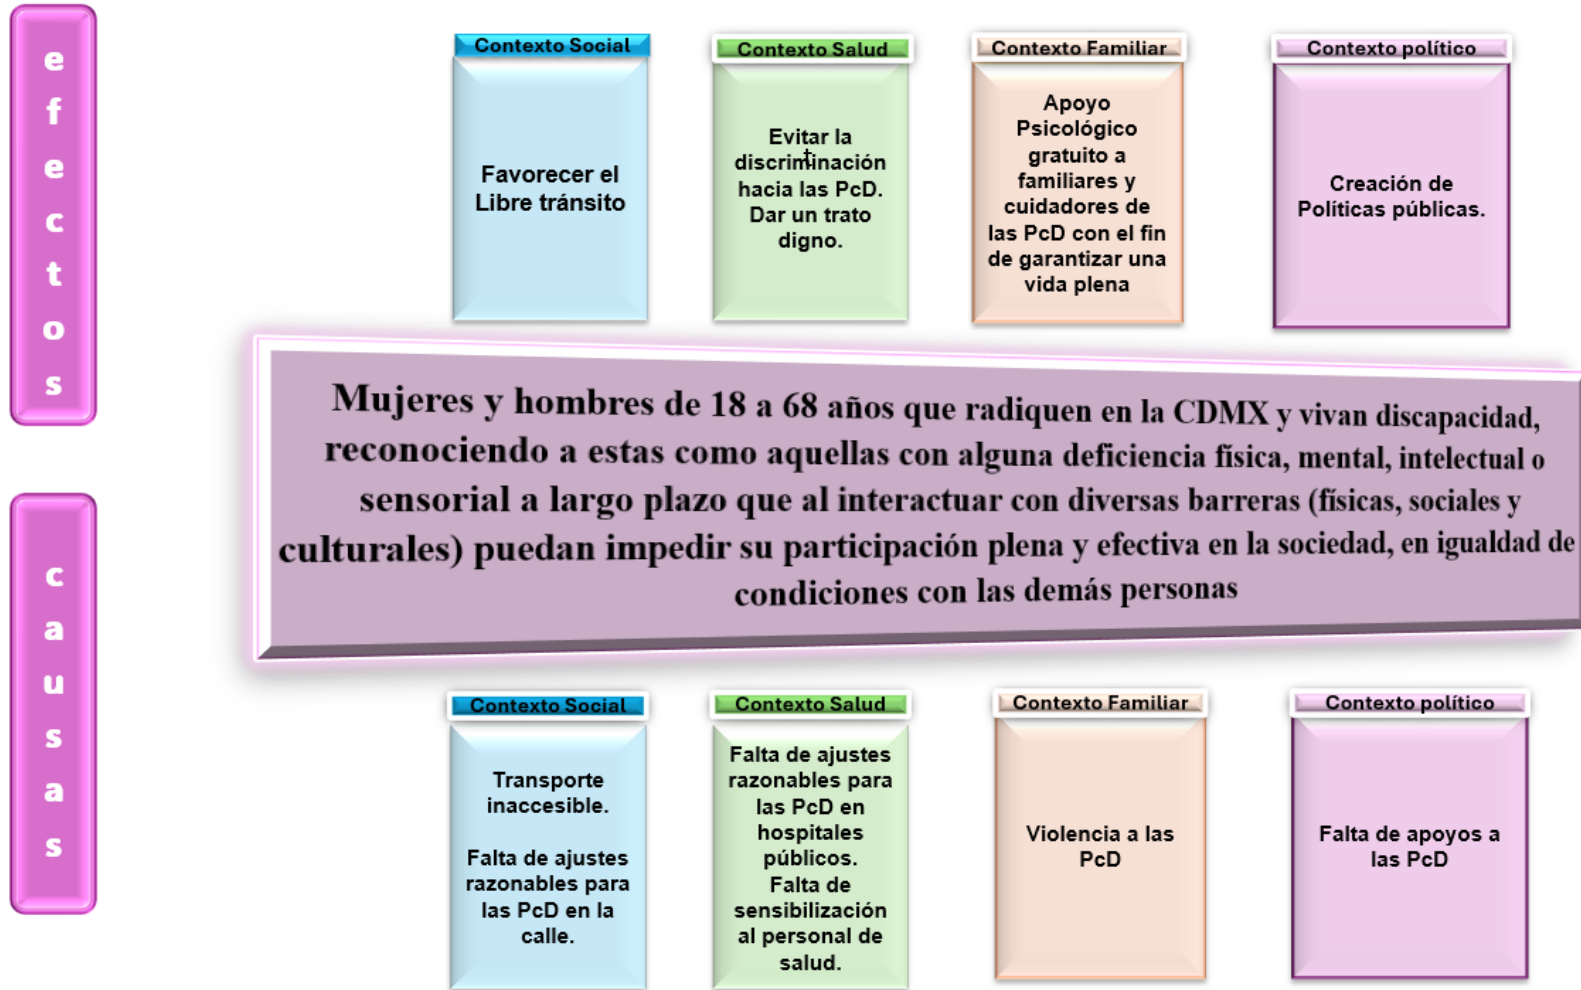 efectos
Contexto Social
Favorecer el
Libre tránsito
Contexto Salud
Evitar la
discriminación
hacia las PcD.
Dar un trato
digno.
Contexto Familiar
Apoyo
Psicológico
gratuito a
familiares y
cuidadores de
las PcD con el fin
de garantizar una
vida plena
Contexto político
Creación de
Políticas públicas.
Mujeres y hombres de 18 a 68 años que radiquen en la CDMX y vivan discapacidad,
reconociendo a estas como aquellas con alguna deficiencia física, mental, intelectual o
sensorial a largo plazo que al interactuar con diversas barreras (físicas, sociales y
culturales) puedan impedir su participación plena y efectiva en la sociedad, en igualdad de
condiciones con las demás personas
causas
Contexto Social
Transporte
inaccesible.
Falta de ajustes
razonables para
las PcD en la
calle.
Contexto Salud
Falta de ajustes
razonables para
las PcD en
hospitales
públicos.
Falta de
sensibilización
al personal de
salud.
Contexto Familiar
Violencia a las
PcD
Contexto político
Falta de apoyos a
las PcD